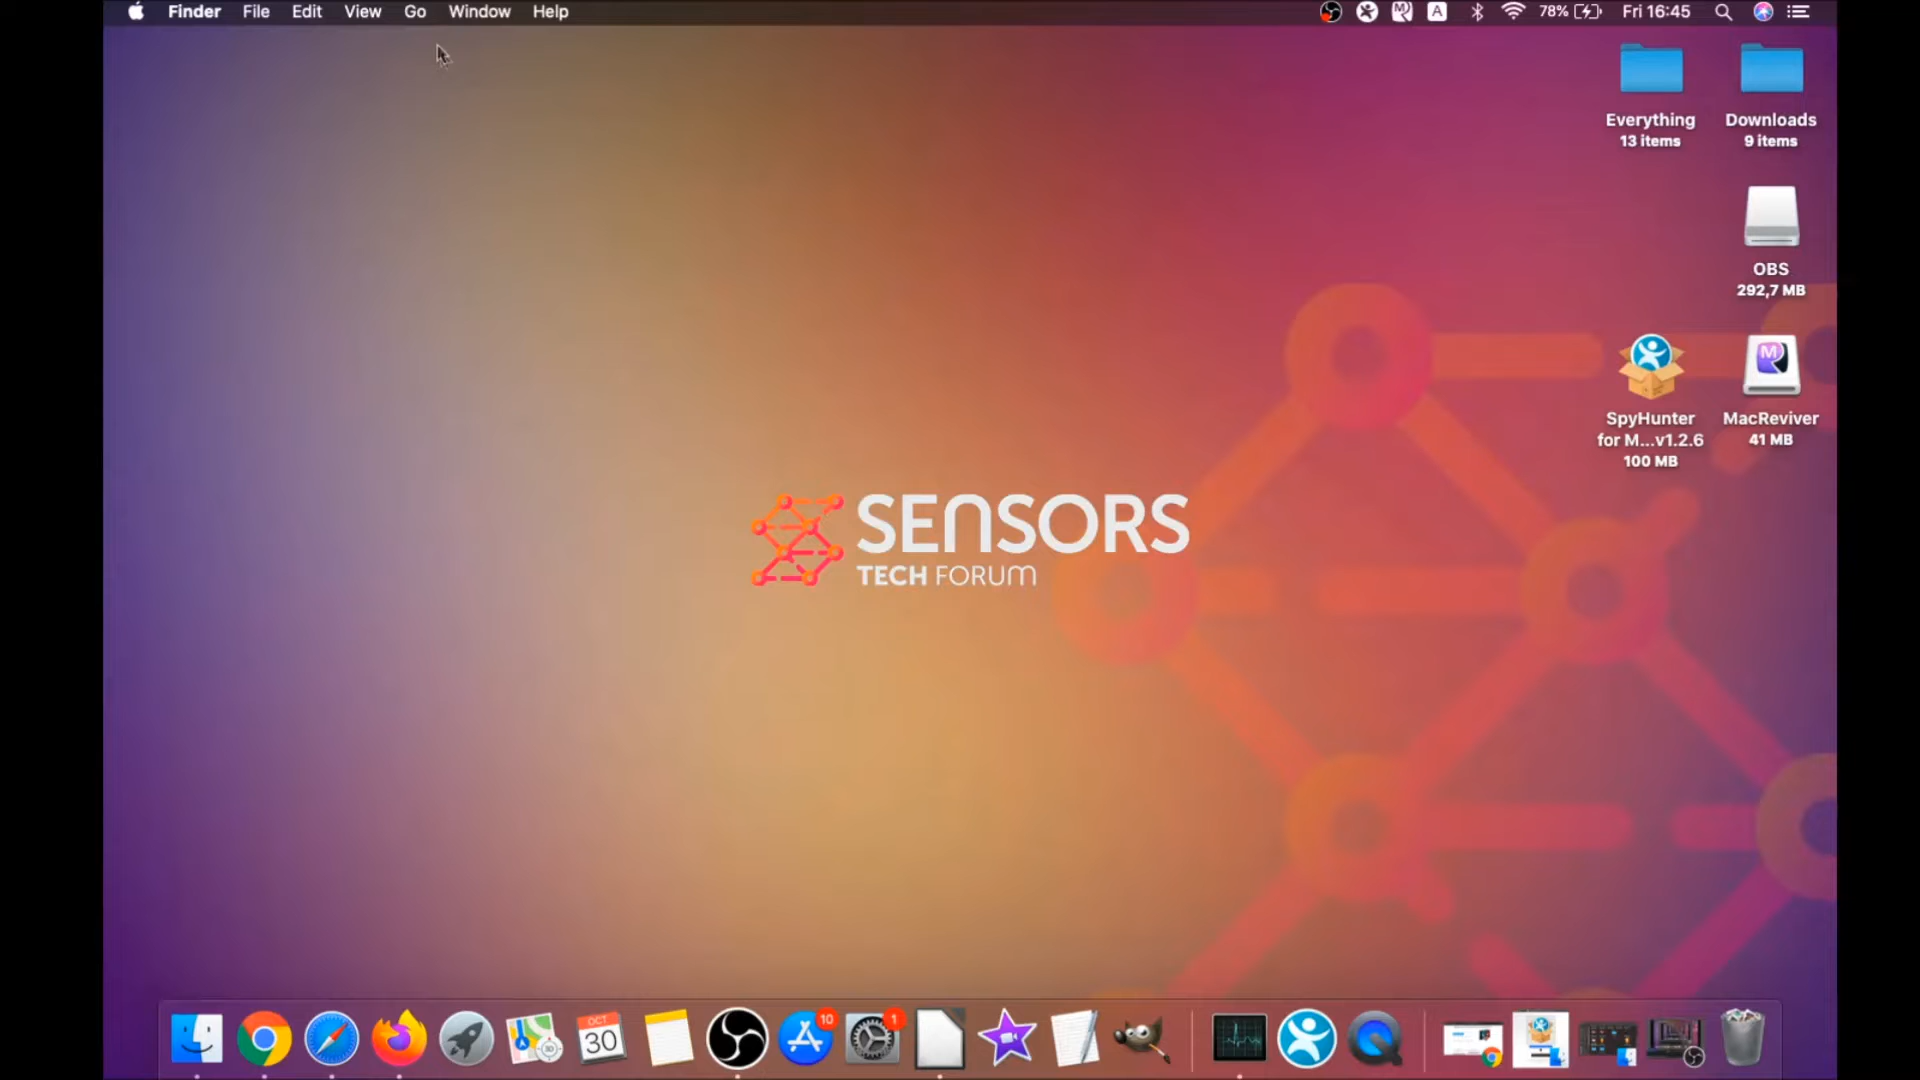 Finder File Edit View Go Window Help A 78% Fri 16:45
Everything
13 items
Downloads
9 items
OBS
292,7 MB
M
SpyHunter
for M...v1.2.6
100 MB
MacReviver
41 MB
SENSORS
TECH FORUM
OCT
30
10
1